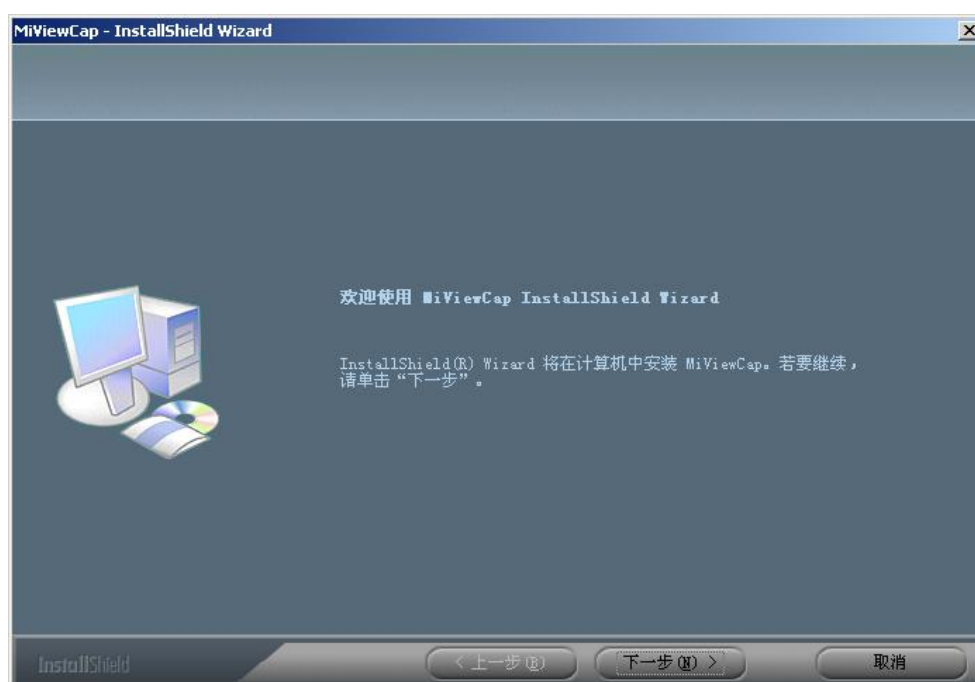 MiViewCap - InstallShield Wizard
欢迎使用 MiViewCap InstallShield Wizard
InstallShield(R) Wizard 将在计算机中安装 MiViewCap。若要继续，
请单击“下一步”。
InstallShield
< 上一步(B)
下一步(N) >
取消